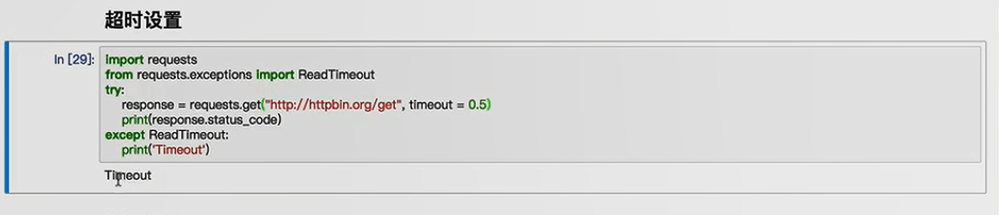 超时设置
In [29]:
import requests
from requests.exceptions import ReadTimeout
try:
    response = requests.get("http://httpbin.org/get", timeout = 0.5)
    print(response.status_code)
except ReadTimeout:
    print('Timeout')
Timeout